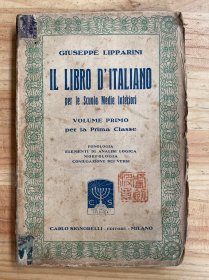 GIUSEPPE LIPPARINI
IL LIBRO D'ITALIANO
per le Scuole Medie Inferiori
VOLUME PRIMO
per la Prima Classe
FONOLOGIA
ELEMENTI DI ANALISI LOGICA
MORFOLOGIA
CONIUGAZIONE DEI VERBI
C S
CARLO SIGNORELLI - EDITORE - MILANO